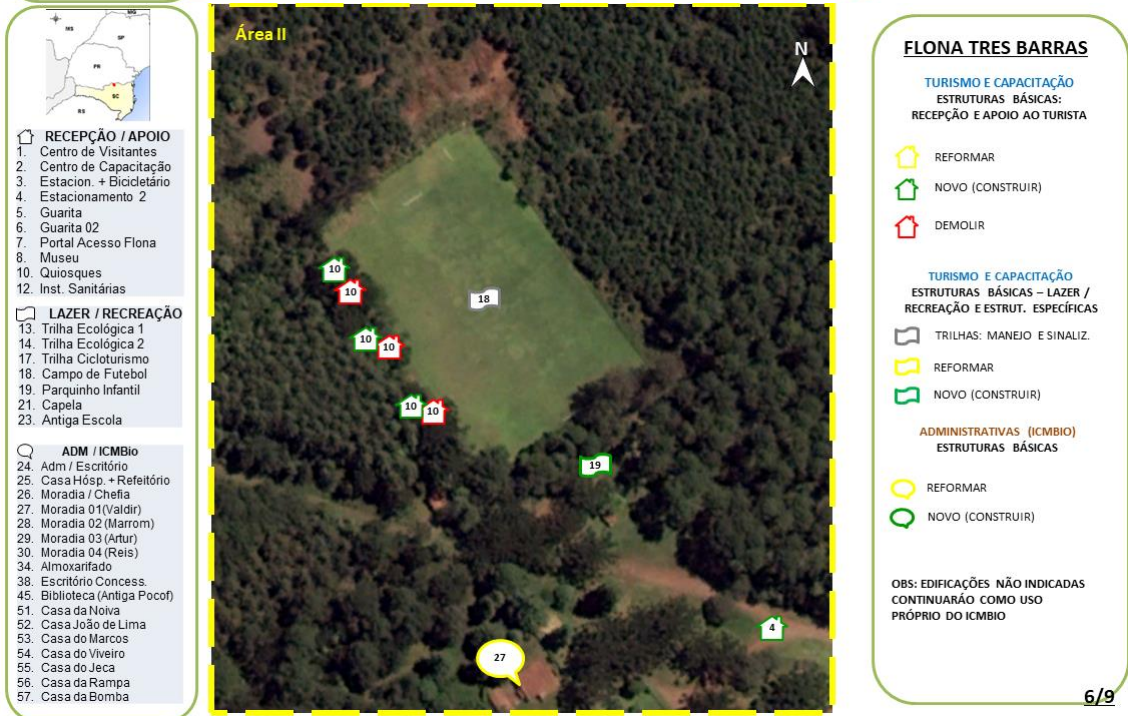 MG
MS
SP
PR
SC
RS
RECEPÇÃO / APOIO
1. Centro de Visitantes
2. Centro de Capacitação
3. Estacion. + Bicicletário
4. Estacionamento 2
5. Guarita
6. Guarita 02
7. Portal Acesso Flona
8. Museu
10. Quiosques
12. Inst. Sanitárias
LAZER / RECREAÇÃO
13. Trilha Ecológica 1
14. Trilha Ecológica 2
17. Trilha Cicloturismo
18. Campo de Futebol
19. Parquinho Infantil
21. Capela
23. Antiga Escola
ADM / ICMBio
24. Adm / Escritório
25. Casa Hósp. + Refeitório
26. Moradia / Chefia
27. Moradia 01(Valdir)
28. Moradia 02 (Marrom)
29. Moradia 03 (Artur)
30. Moradia 04 (Reis)
34. Almoxarifado
38. Escritório Concess.
45. Biblioteca (Antiga Pocof)
51. Casa da Noiva
52. Casa João de Lima
53. Casa do Marcos
54. Casa do Viveiro
55. Casa do Jeca
56. Casa da Rampa
57. Casa da Bomba
Área II
N
10
10
18
10
10
10
10
19
4
27
FLONA TRES BARRAS
TURISMO E CAPACITAÇÃO
ESTRUTURAS BÁSICAS:
RECEPÇÃO E APOIO AO TURISTA
REFORMAR
NOVO (CONSTRUIR)
DEMOLIR
TURISMO E CAPACITAÇÃO
ESTRUTURAS BÁSICAS – LAZER /
RECREAÇÃO E ESTRUT. ESPECÍFICAS
TRILHAS: MANEJO E SINALIZ.
REFORMAR
NOVO (CONSTRUIR)
ADMINISTRATIVAS (ICMBIO)
ESTRUTURAS BÁSICAS
REFORMAR
NOVO (CONSTRUIR)
OBS: EDIFICAÇÕES NÃO INDICADAS
CONTINUARÁO COMO USO
PRÓPRIO DO ICMBIO
6/9